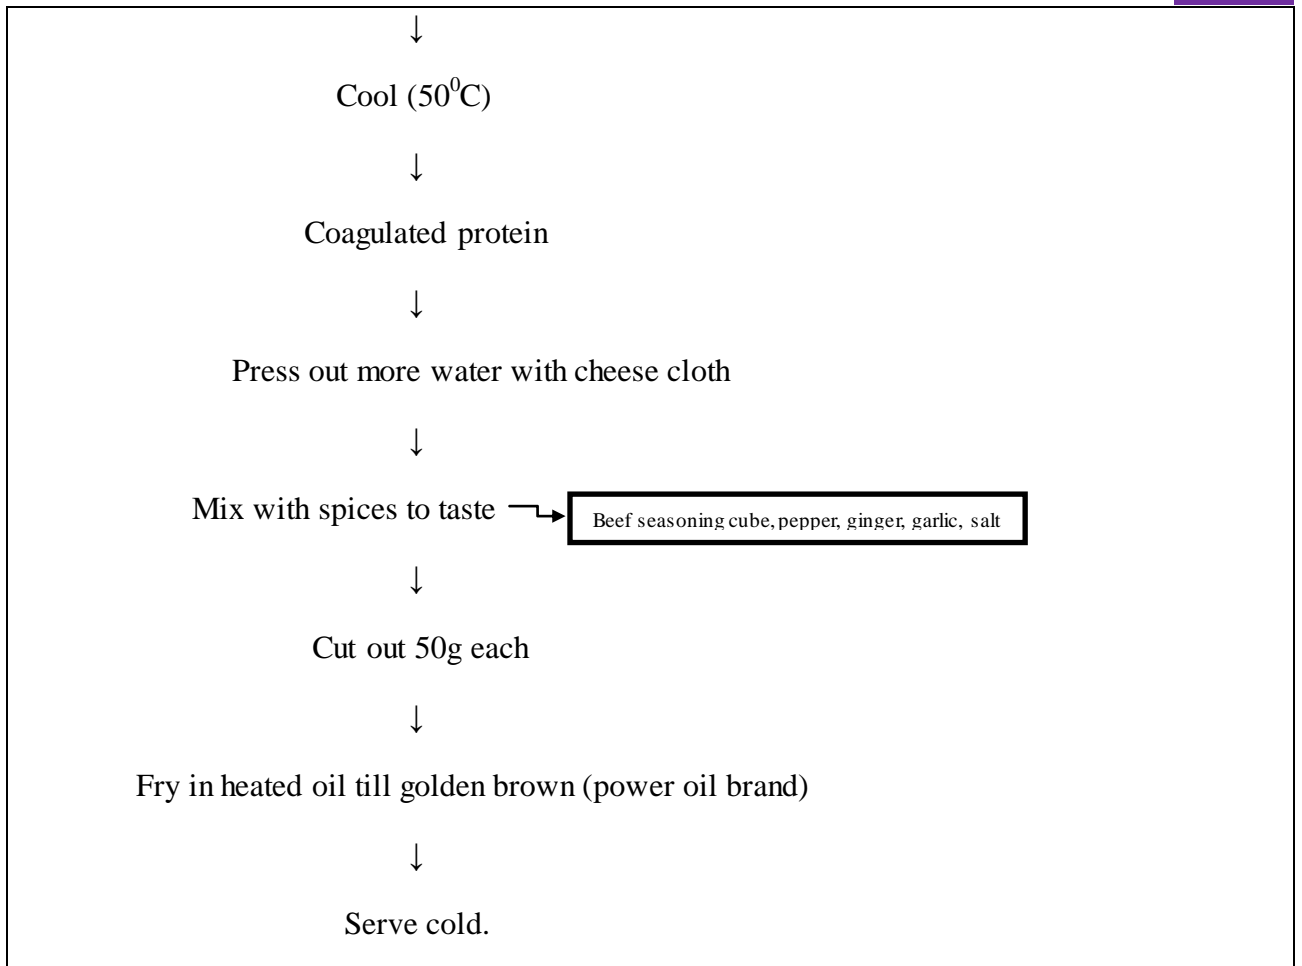 ↓
Cool (50⁰C)
↓
Coagulated protein
↓
Press out more water with cheese cloth
↓
Mix with spices to taste
Beef seasoning cube, pepper, ginger, garlic, salt
↓
Cut out 50g each
↓
Fry in heated oil till golden brown (power oil brand)
↓
Serve cold.